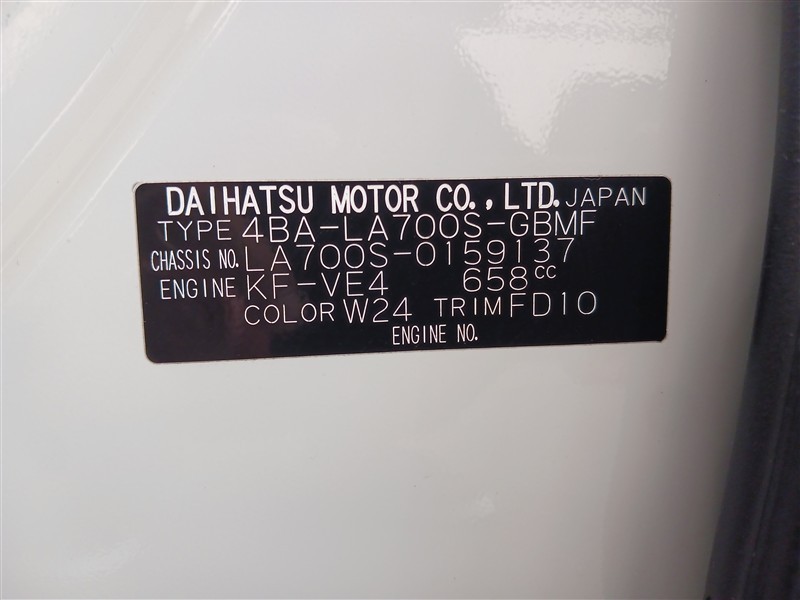 DAIHATSU MOTOR CO., LTD. JAPAN
TYPE 4BA-LA700S-GBMF
CHASSIS NO. LA700S-0159137
ENGINE KF-VE4 658cc
COLOR W24 TRIM FD10
ENGINE NO.